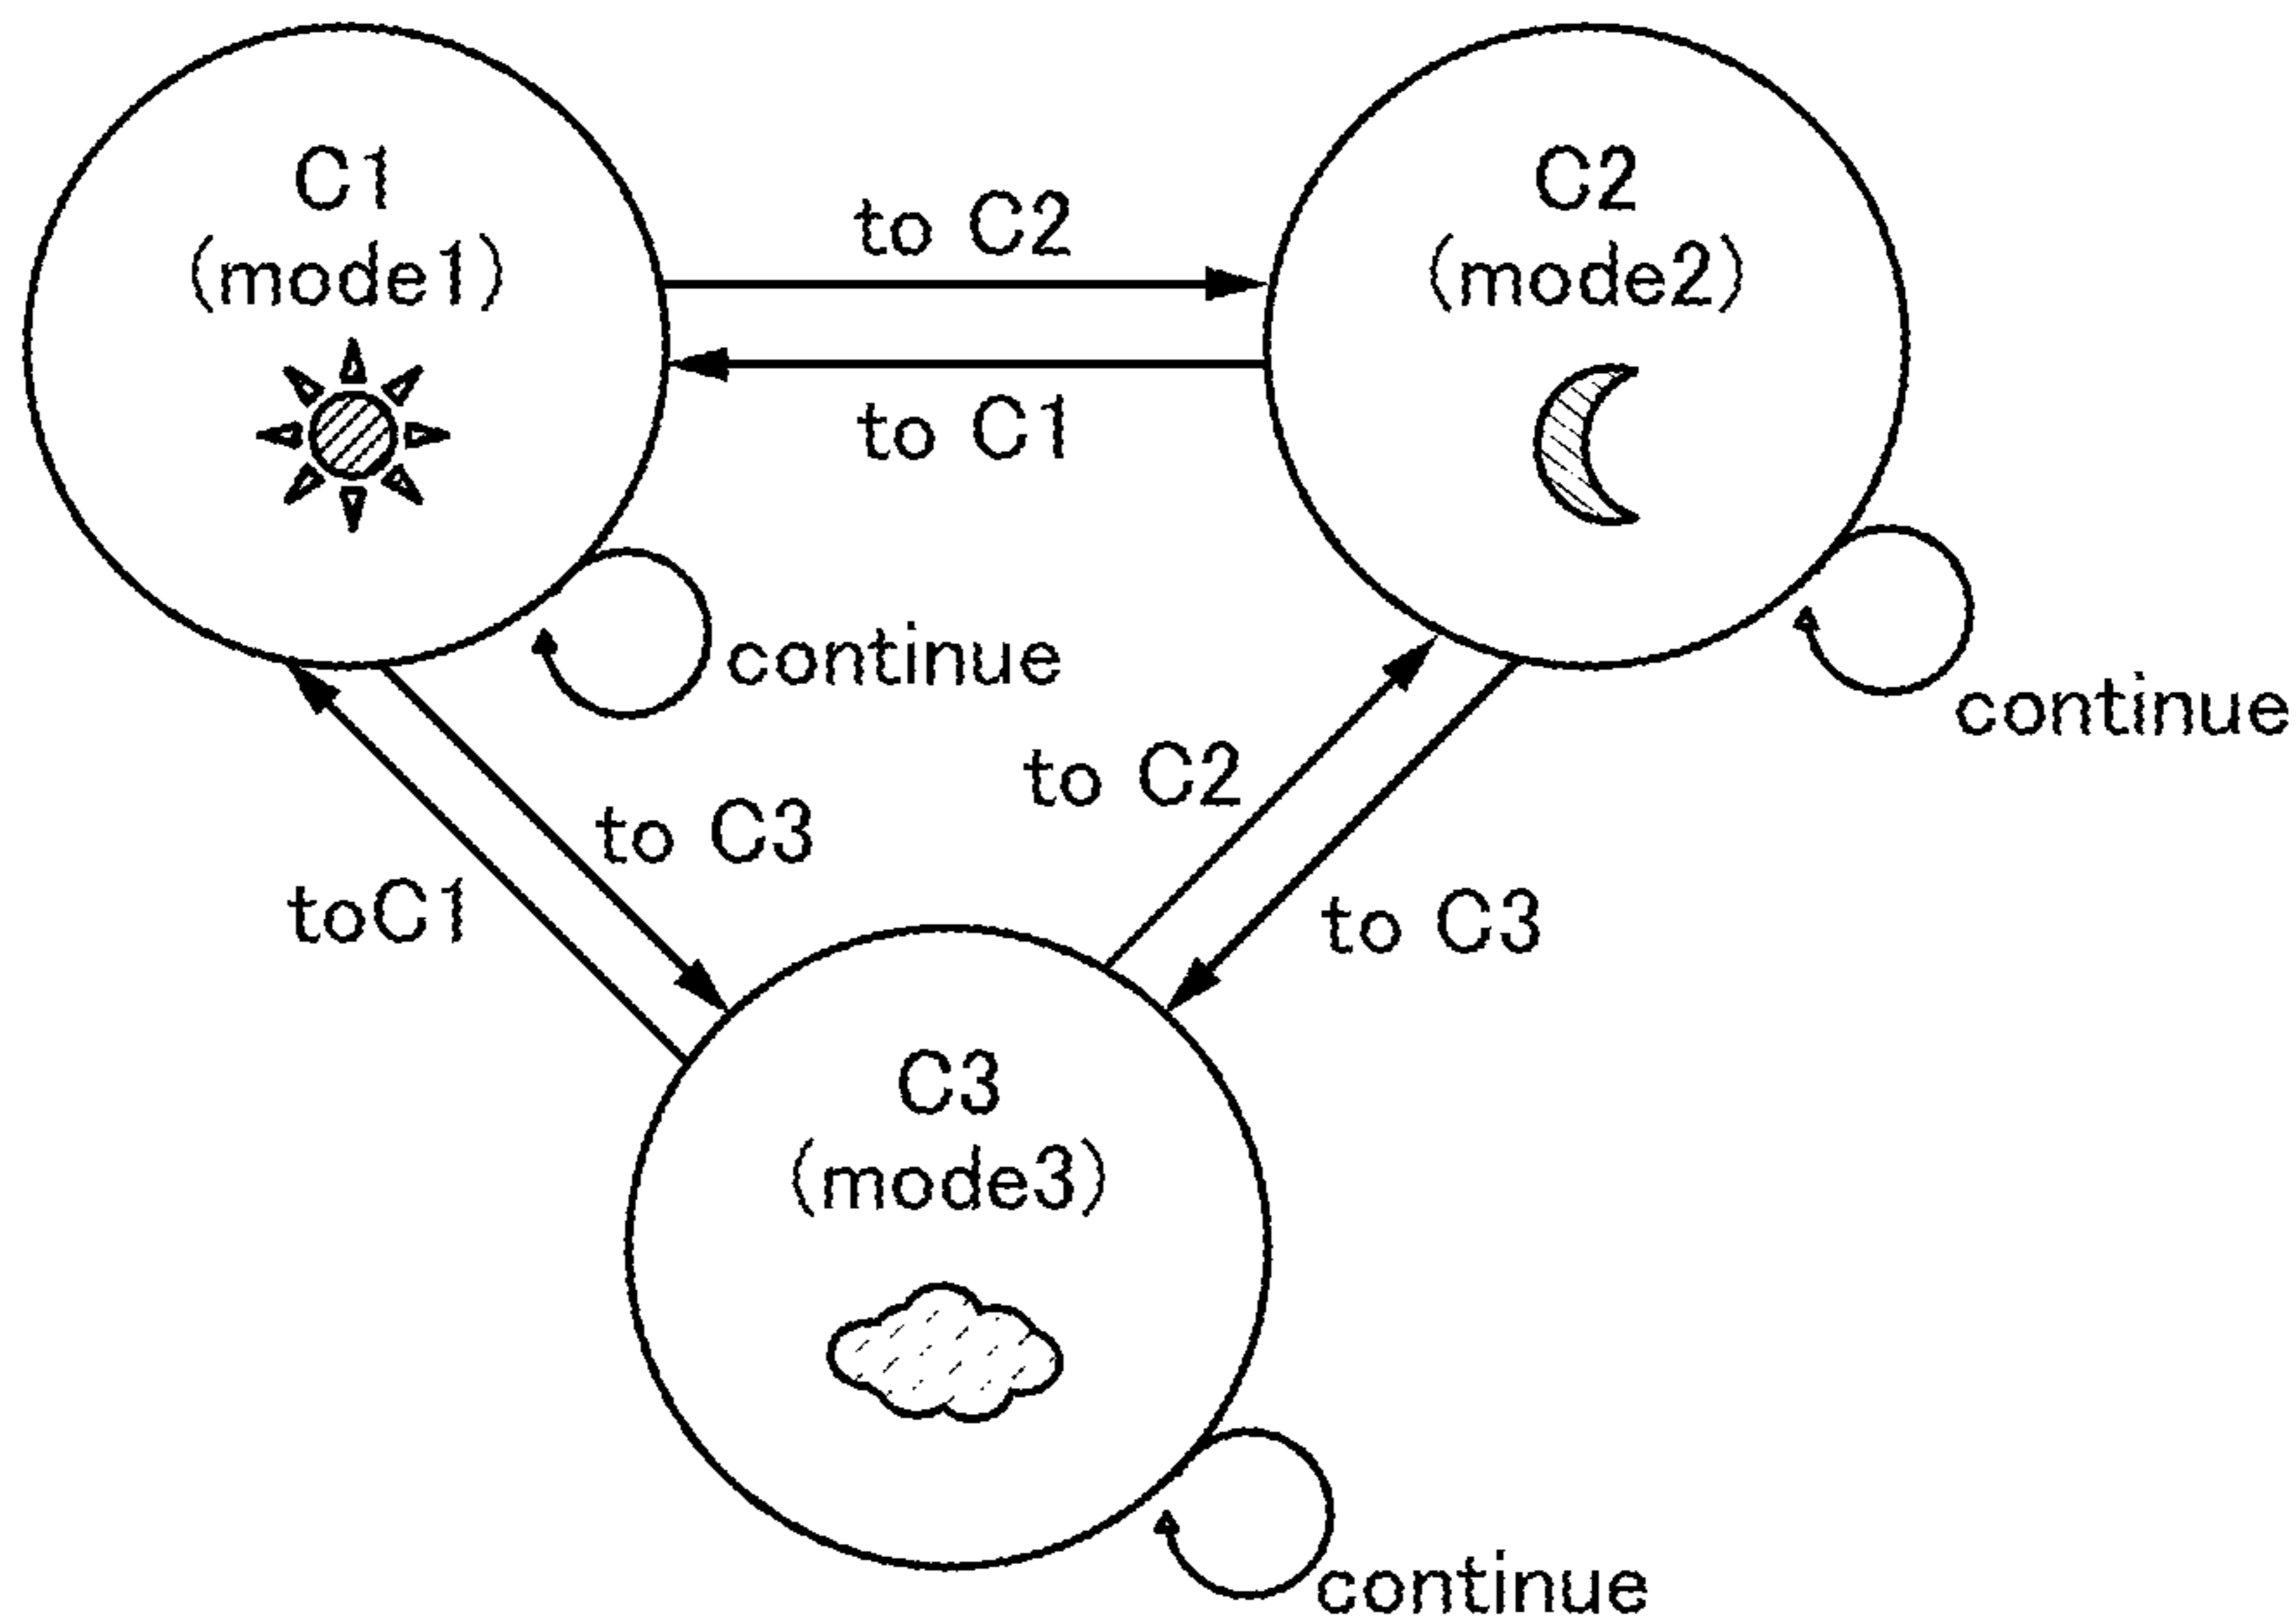 C1
(mode1)
to C2
C2
(mode2)
to C1
continue
continue
to C2
to C3
toC1
to C3
C3
(mode3)
continue